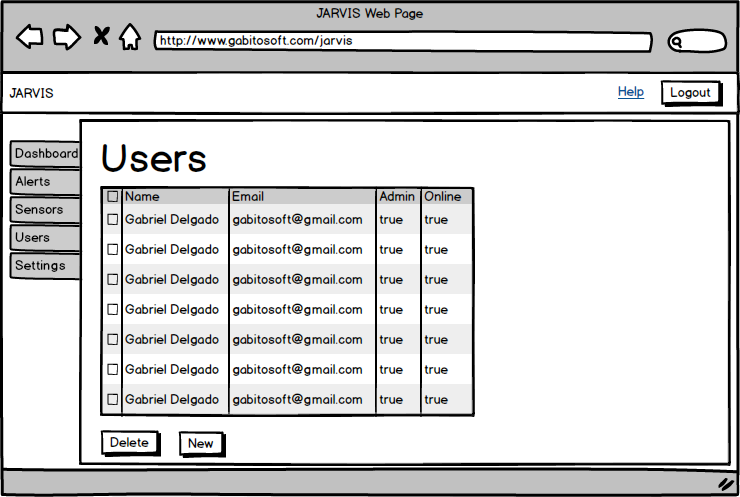 JARVIS Web Page
http://www.gabitosoft.com/jarvis
JARVIS Help Logout
Dashboard
Alerts
Sensors
Users
Settings
Users
Name Email Admin Online
Gabriel Delgado gabitosoft@gmail.com true true
Gabriel Delgado gabitosoft@gmail.com true true
Gabriel Delgado gabitosoft@gmail.com true true
Gabriel Delgado gabitosoft@gmail.com true true
Gabriel Delgado gabitosoft@gmail.com true true
Gabriel Delgado gabitosoft@gmail.com true true
Gabriel Delgado gabitosoft@gmail.com true true
Delete New